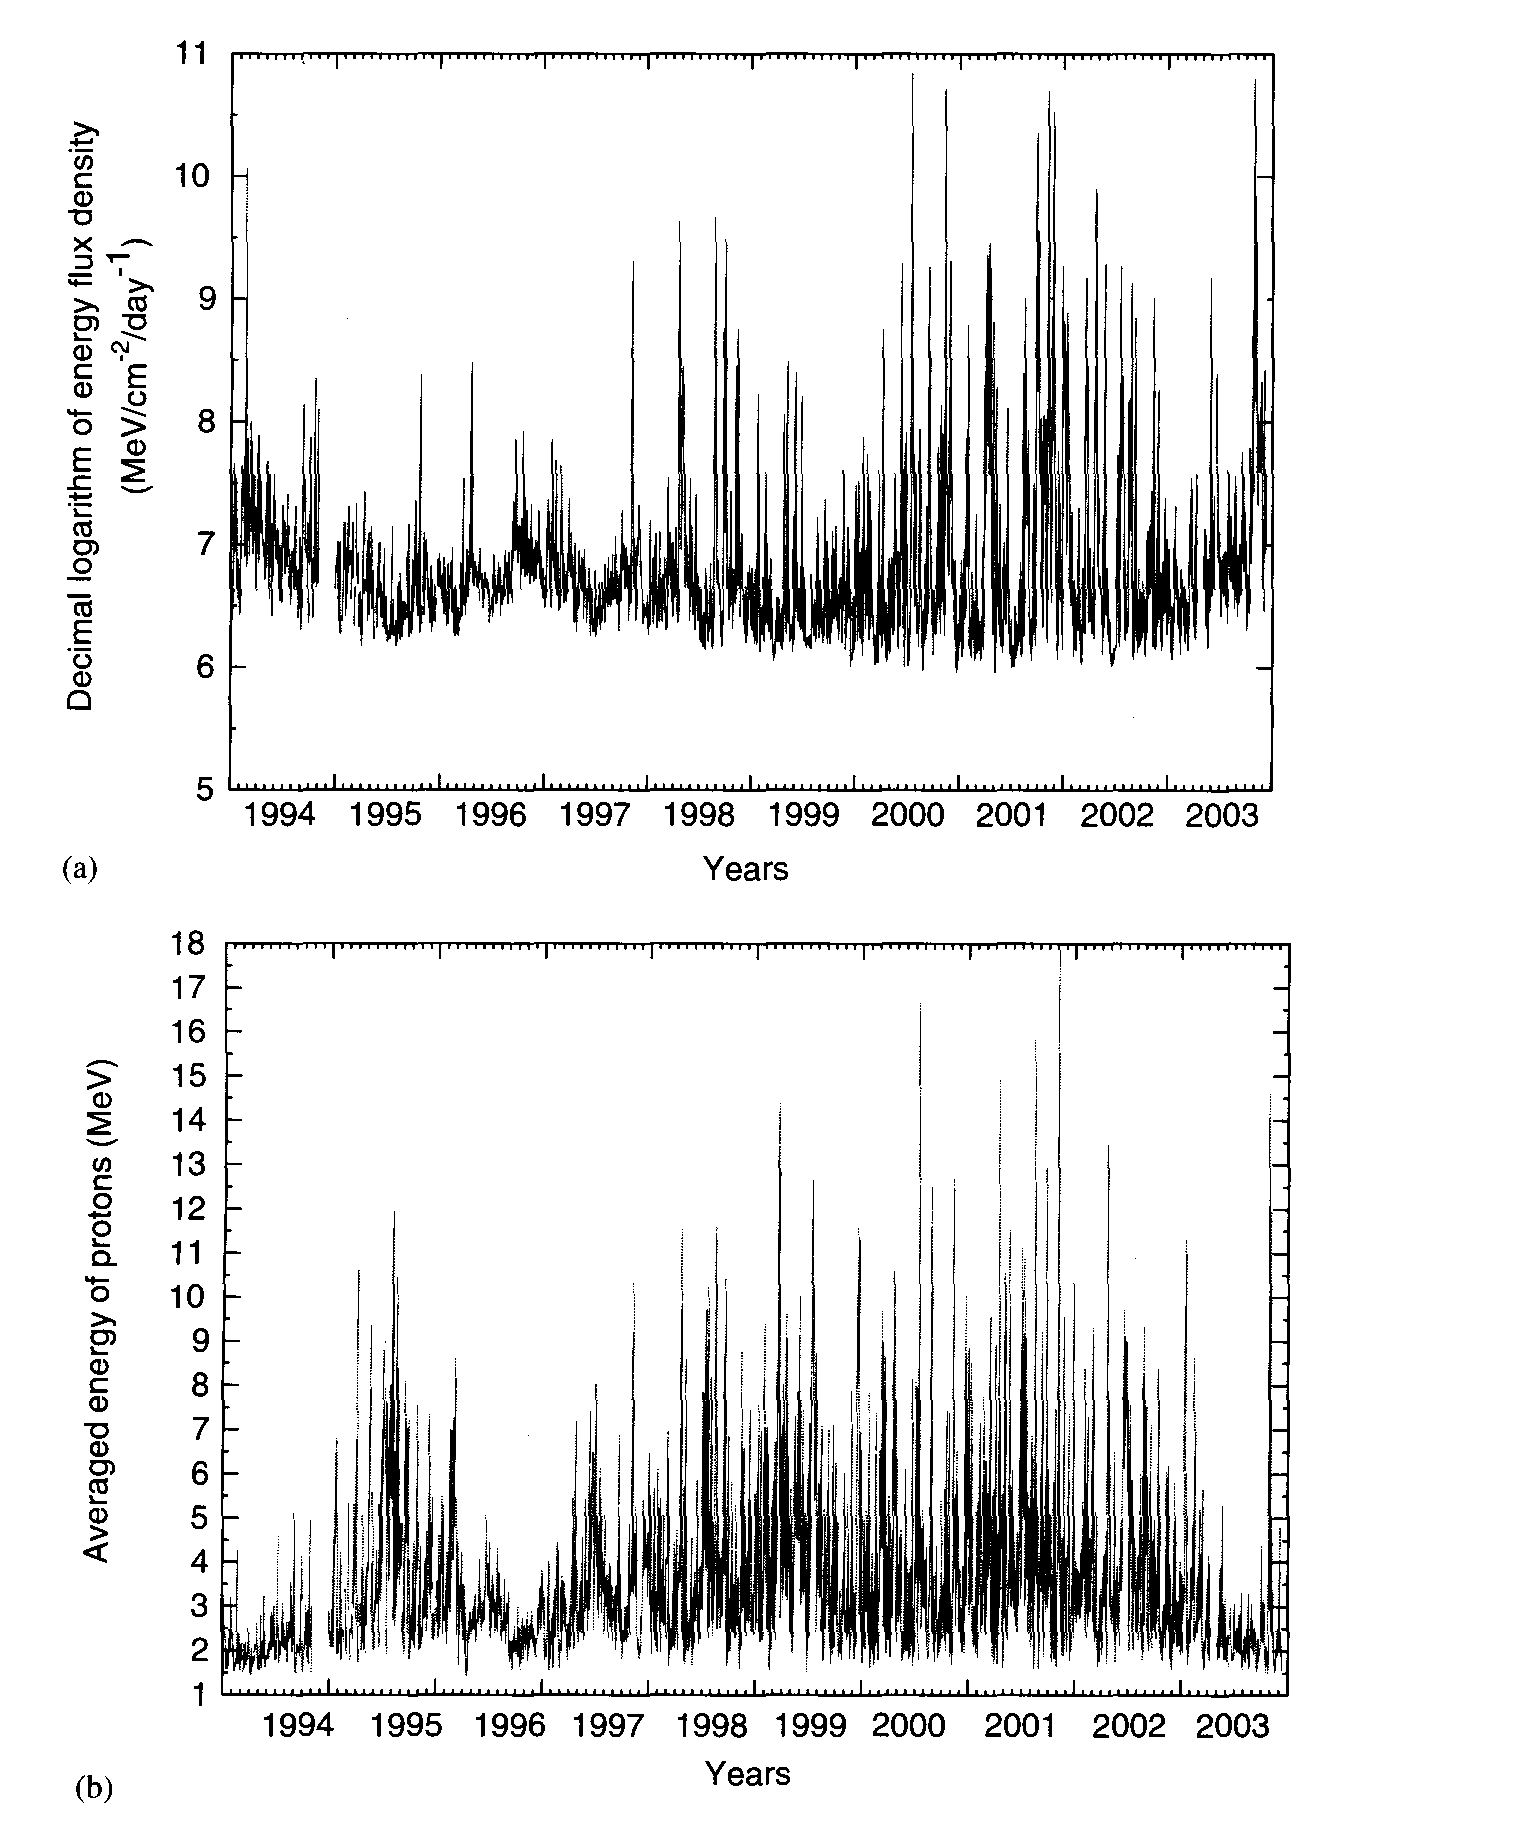 11
10
9
8
7
6
5
Decimal logarithm of energy flux density
(MeV/cm-2/day-1)
1994 1995 1996 1997 1998 1999 2000 2001 2002 2003
Years
(a)
18
17
16
15
14
13
12
11
10
9
8
7
6
5
4
3
2
1
Averaged energy of protons (MeV)
1994 1995 1996 1997 1998 1999 2000 2001 2002 2003
Years
(b)